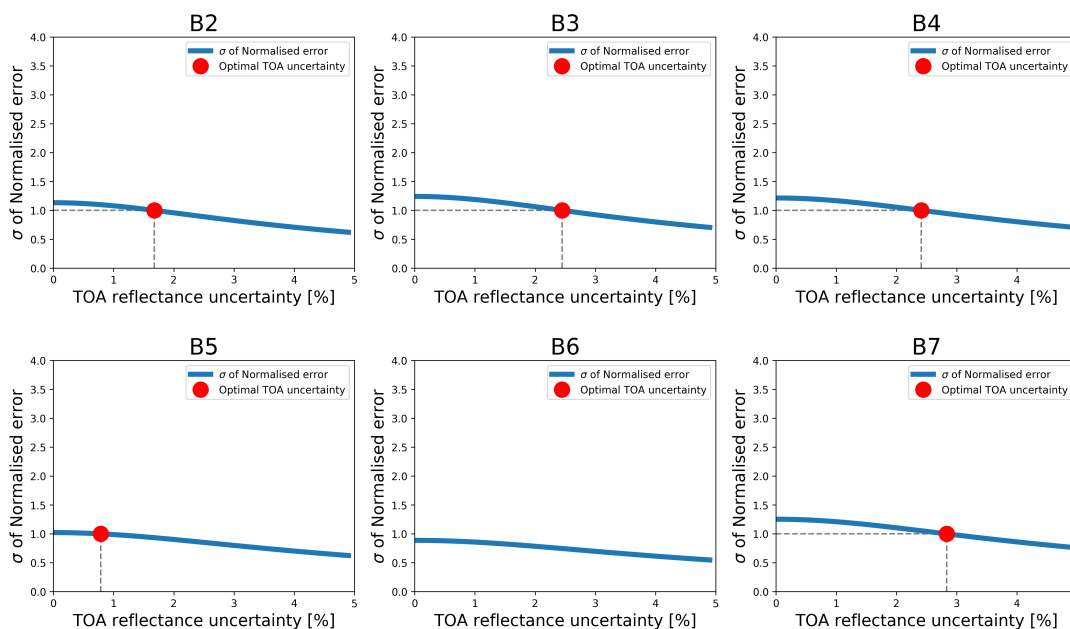 B2
σ of Normalised error
Optimal TOA uncertainty
4.0
3.5
3.0
2.5
2.0
1.5
1.0
0.5
0.0
σ of Normalised error
0 1 2 3 4 5
TOA reflectance uncertainty [%]
B3
σ of Normalised error
Optimal TOA uncertainty
4.0
3.5
3.0
2.5
2.0
1.5
1.0
0.5
0.0
σ of Normalised error
0 1 2 3 4 5
TOA reflectance uncertainty [%]
B4
σ of Normalised error
Optimal TOA uncertainty
4.0
3.5
3.0
2.5
2.0
1.5
1.0
0.5
0.0
σ of Normalised error
0 1 2 3 4
TOA reflectance uncertainty [%]
B5
σ of Normalised error
Optimal TOA uncertainty
4.0
3.5
3.0
2.5
2.0
1.5
1.0
0.5
0.0
σ of Normalised error
0 1 2 3 4 5
TOA reflectance uncertainty [%]
B6
σ of Normalised error
Optimal TOA uncertainty
4.0
3.5
3.0
2.5
2.0
1.5
1.0
0.5
0.0
σ of Normalised error
0 1 2 3 4 5
TOA reflectance uncertainty [%]
B7
σ of Normalised error
Optimal TOA uncertainty
4.0
3.5
3.0
2.5
2.0
1.5
1.0
0.5
0.0
σ of Normalised error
0 1 2 3 4
TOA reflectance uncertainty [%]